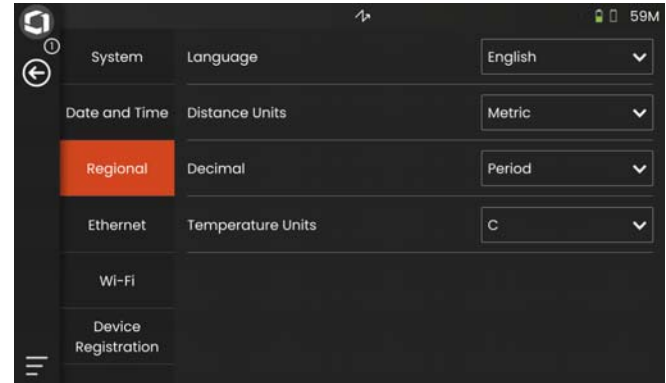 59M
1
System
Language
English
Date and Time
Distance Units
Metric
Regional
Decimal
Period
Ethernet
Temperature Units
C
Wi-Fi
Device
Registration